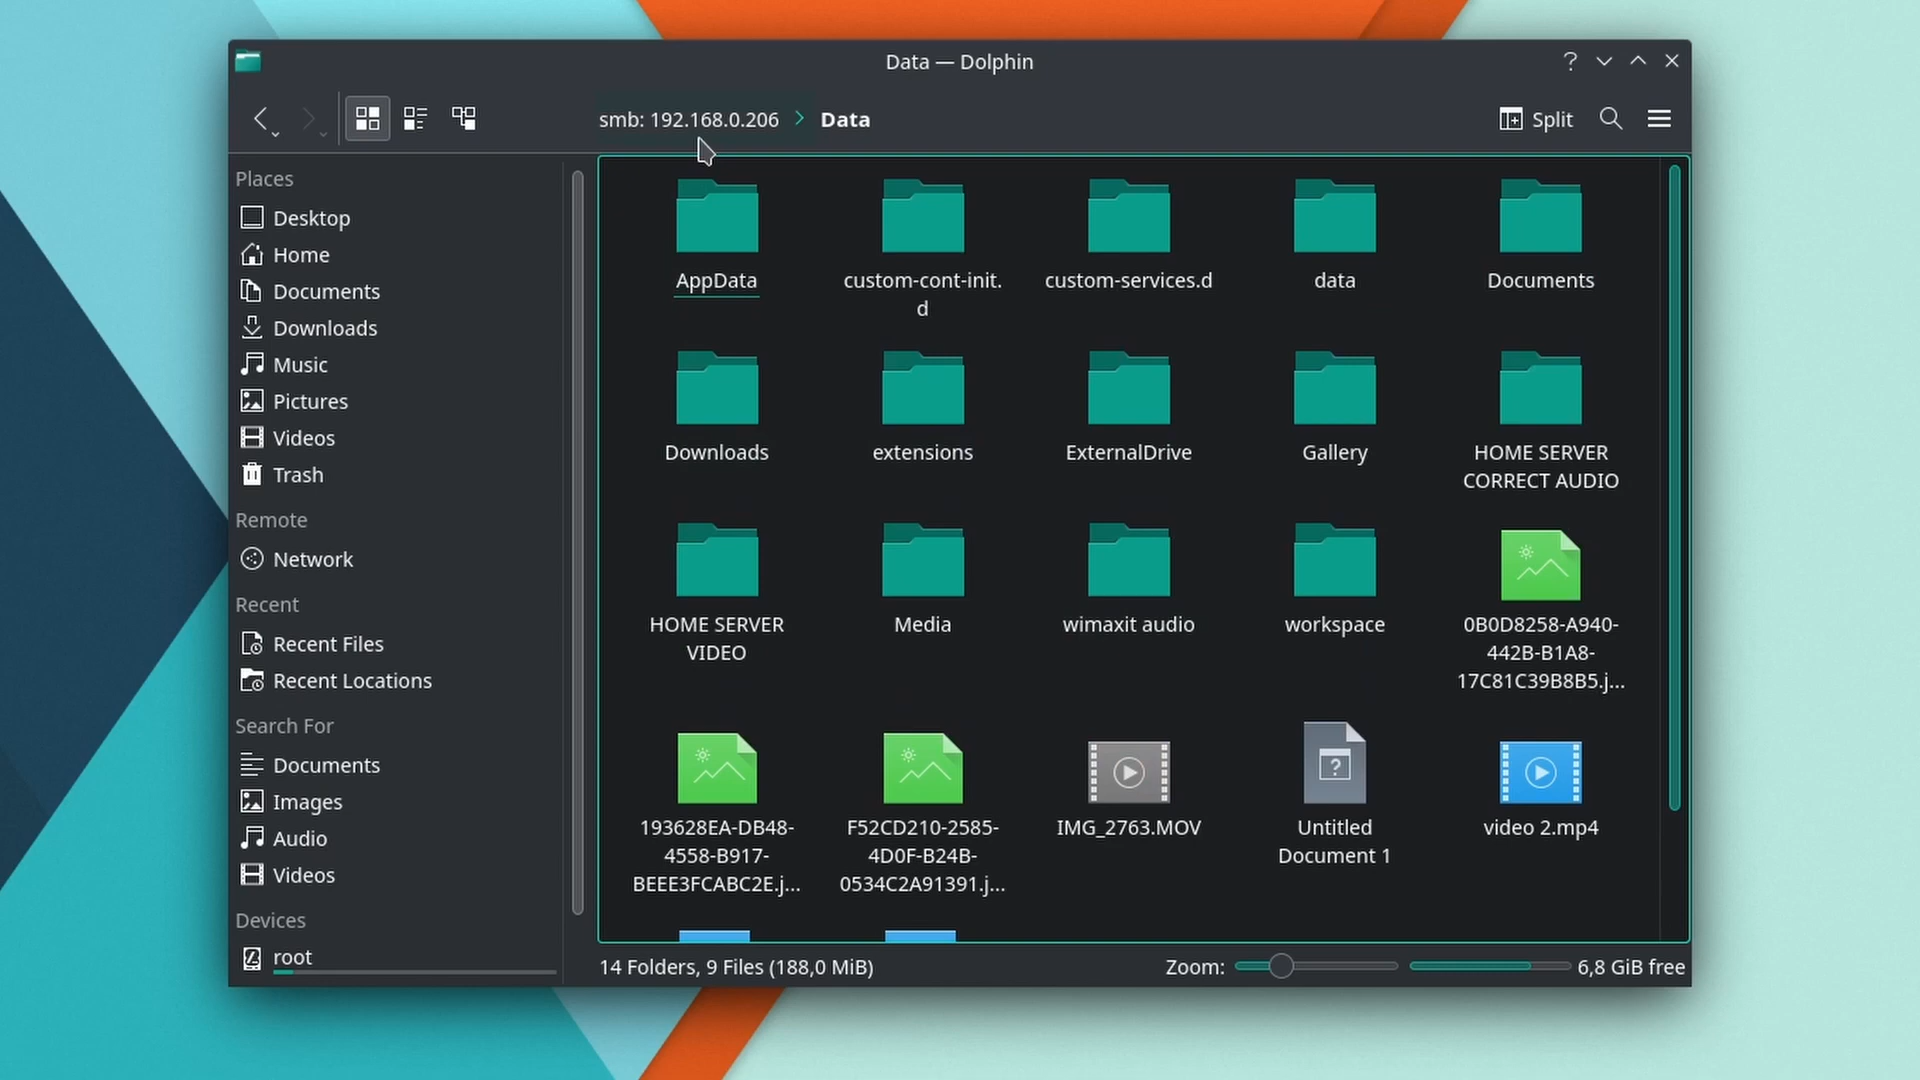 Data — Dolphin
?
smb: 192.168.0.206 > Data
Split
Places
Desktop
Home
Documents
Downloads
Music
Pictures
Videos
Trash
Remote
Network
Recent
Recent Files
Recent Locations
Search For
Documents
Images
Audio
Videos
Devices
root
AppData
custom-cont-init.
d
custom-services.d
data
Documents
Downloads
extensions
ExternalDrive
Gallery
HOME SERVER
CORRECT AUDIO
HOME SERVER
VIDEO
Media
wimaxit audio
workspace
0B0D8258-A940-
442B-B1A8-
17C81C39B8B5.j...
193628EA-DB48-
4558-B917-
BEEE3FCABC2E.j...
F52CD210-2585-
4D0F-B24B-
0534C2A91391.j...
IMG_2763.MOV
?
Untitled
Document 1
video 2.mp4
14 Folders, 9 Files (188,0 MiB)
Zoom:
6,8 GiB free